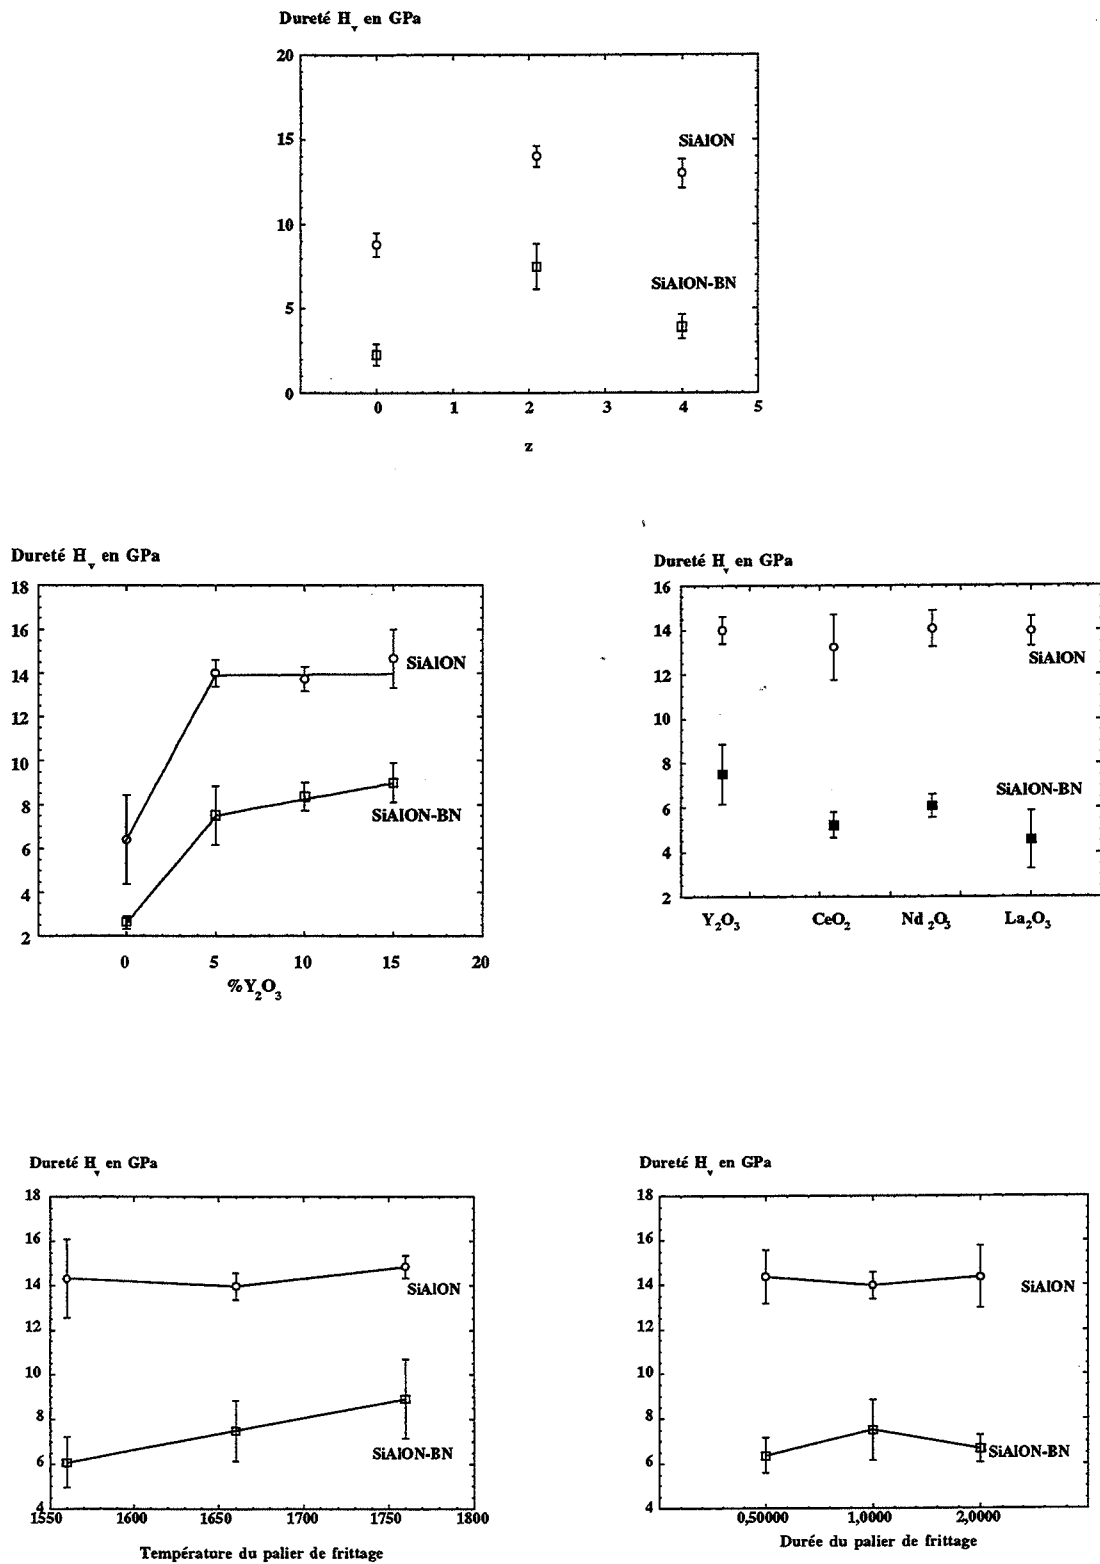 Dureté Hv en GPa
20
15
10
5
0
SiAlON
SiAlON-BN
0 1 2 3 4 5
z
Dureté Hv en GPa
18
16
14
12
10
8
6
4
2
SiAlON
SiAlON-BN
0 5 10 15 20
%Y2O3
Dureté Hv en GPa
16
14
12
10
8
6
4
2
SiAlON
SiAlON-BN
Y2O3 CeO2 Nd2O3 La2O3
Dureté Hv en GPa
18
16
14
12
10
8
6
4
SiAlON
SiAlON-BN
1550 1600 1650 1700 1750 1800
Température du palier de frittage
Dureté Hv en GPa
18
16
14
12
10
8
6
4
SiAlON
SiAlON-BN
0,50000 1,0000 2,0000
Durée du palier de frittage